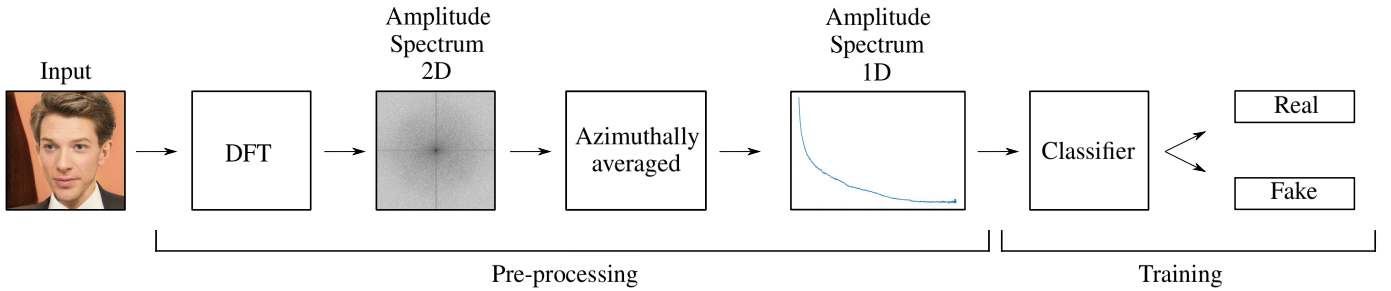 Input
DFT
Amplitude
Spectrum
2D
Azimuthally
averaged
Amplitude
Spectrum
1D
Classifier
Real
Fake
Pre-processing
Training